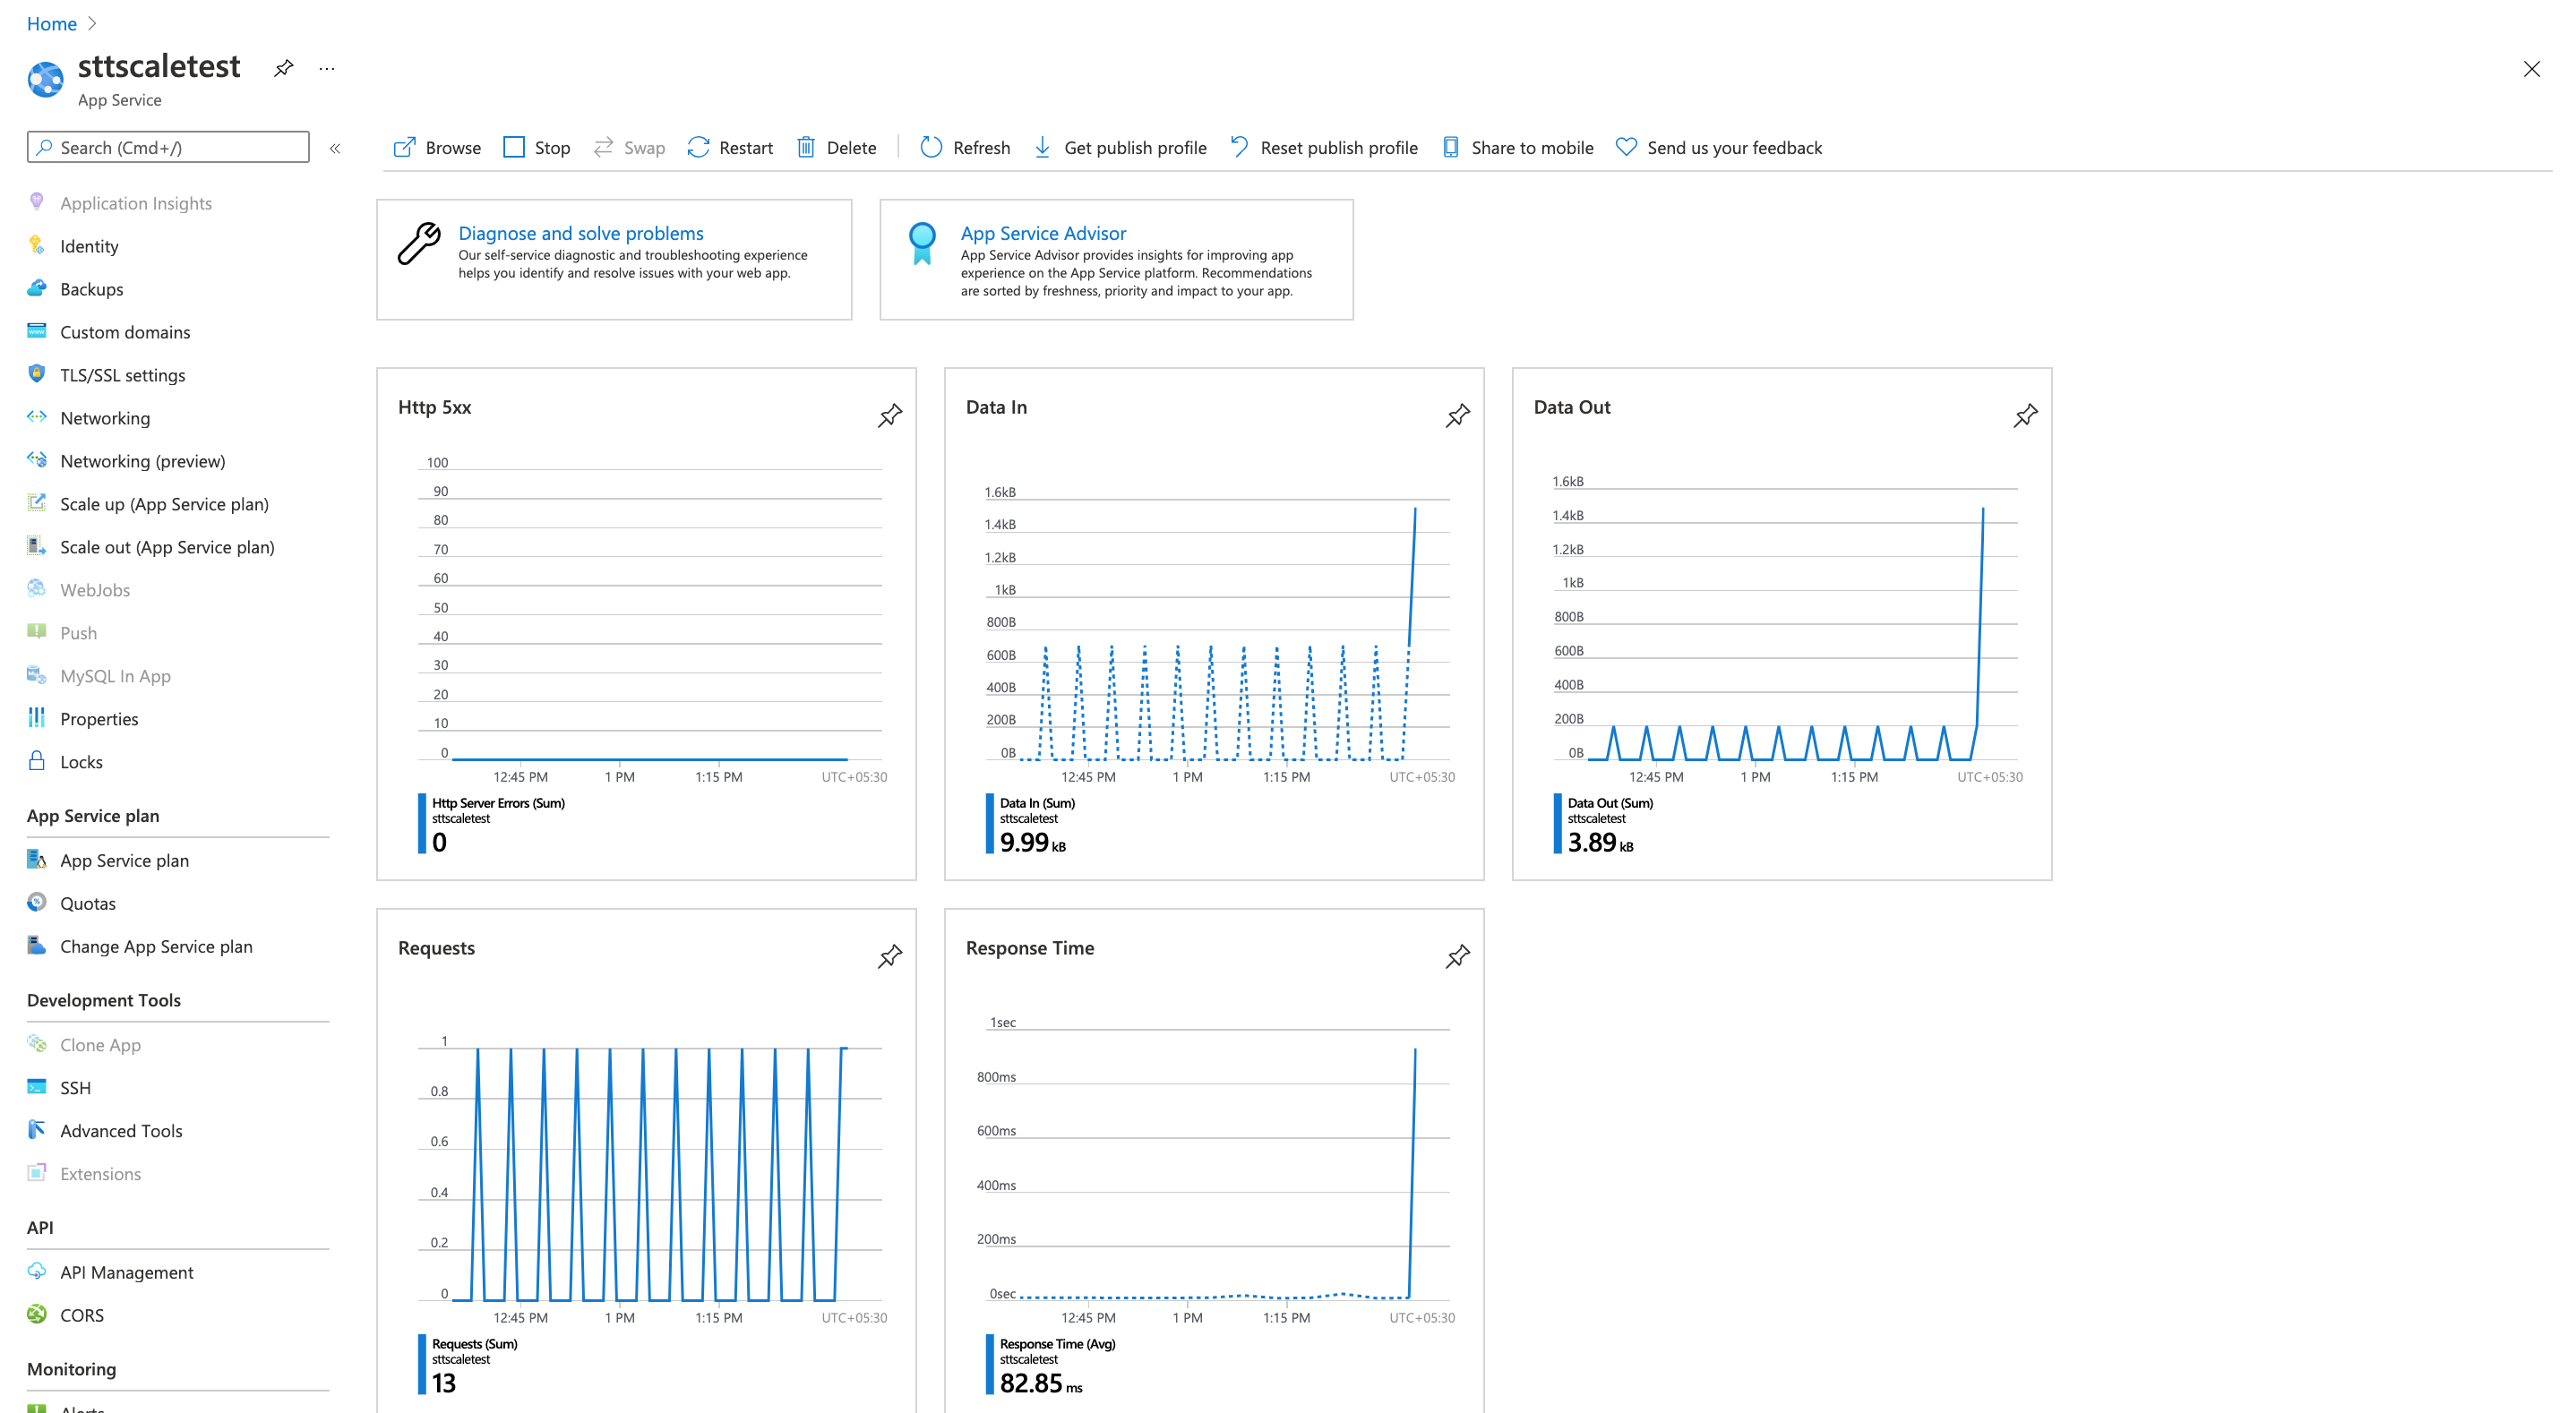 Home
sttscaletest
...
App Service
Search (Cmd+/)
«
Application Insights
Identity
Backups
Custom domains
TLS/SSL settings
Networking
Networking (preview)
Scale up (App Service plan)
Scale out (App Service plan)
WebJobs
Push
MySQL In App
Properties
Locks
App Service plan
App Service plan
Quotas
Change App Service plan
Development Tools
Clone App
SSH
Advanced Tools
Extensions
API
API Management
CORS
Monitoring
Alerts
Browse Stop Swap Restart Delete Refresh Get publish profile Reset publish profile Share to mobile Send us your feedback
Diagnose and solve problems
Our self-service diagnostic and troubleshooting experience
helps you identify and resolve issues with your web app.
App Service Advisor
App Service Advisor provides insights for improving app
experience on the App Service platform. Recommendations
are sorted by freshness, priority and impact to your app.
Http 5xx
100
90
80
70
60
50
40
30
20
10
0
12:45 PM 1 PM 1:15 PM UTC+05:30
Http Server Errors (Sum)
sttscaletest
0
Data In
1.6kB
1.4kB
1.2kB
1kB
800B
600B
400B
200B
0B
12:45 PM 1 PM 1:15 PM UTC+05:30
Data In (Sum)
sttscaletest
9.99 kB
Data Out
1.6kB
1.4kB
1.2kB
1kB
800B
600B
400B
200B
0B
12:45 PM 1 PM 1:15 PM UTC+05:30
Data Out (Sum)
sttscaletest
3.89 kB
Requests
1
0.8
0.6
0.4
0.2
0
12:45 PM 1 PM 1:15 PM UTC+05:30
Requests (Sum)
sttscaletest
13
Response Time
1sec
800ms
600ms
400ms
200ms
0sec
12:45 PM 1 PM 1:15 PM UTC+05:30
Response Time (Avg)
sttscaletest
82.85 ms